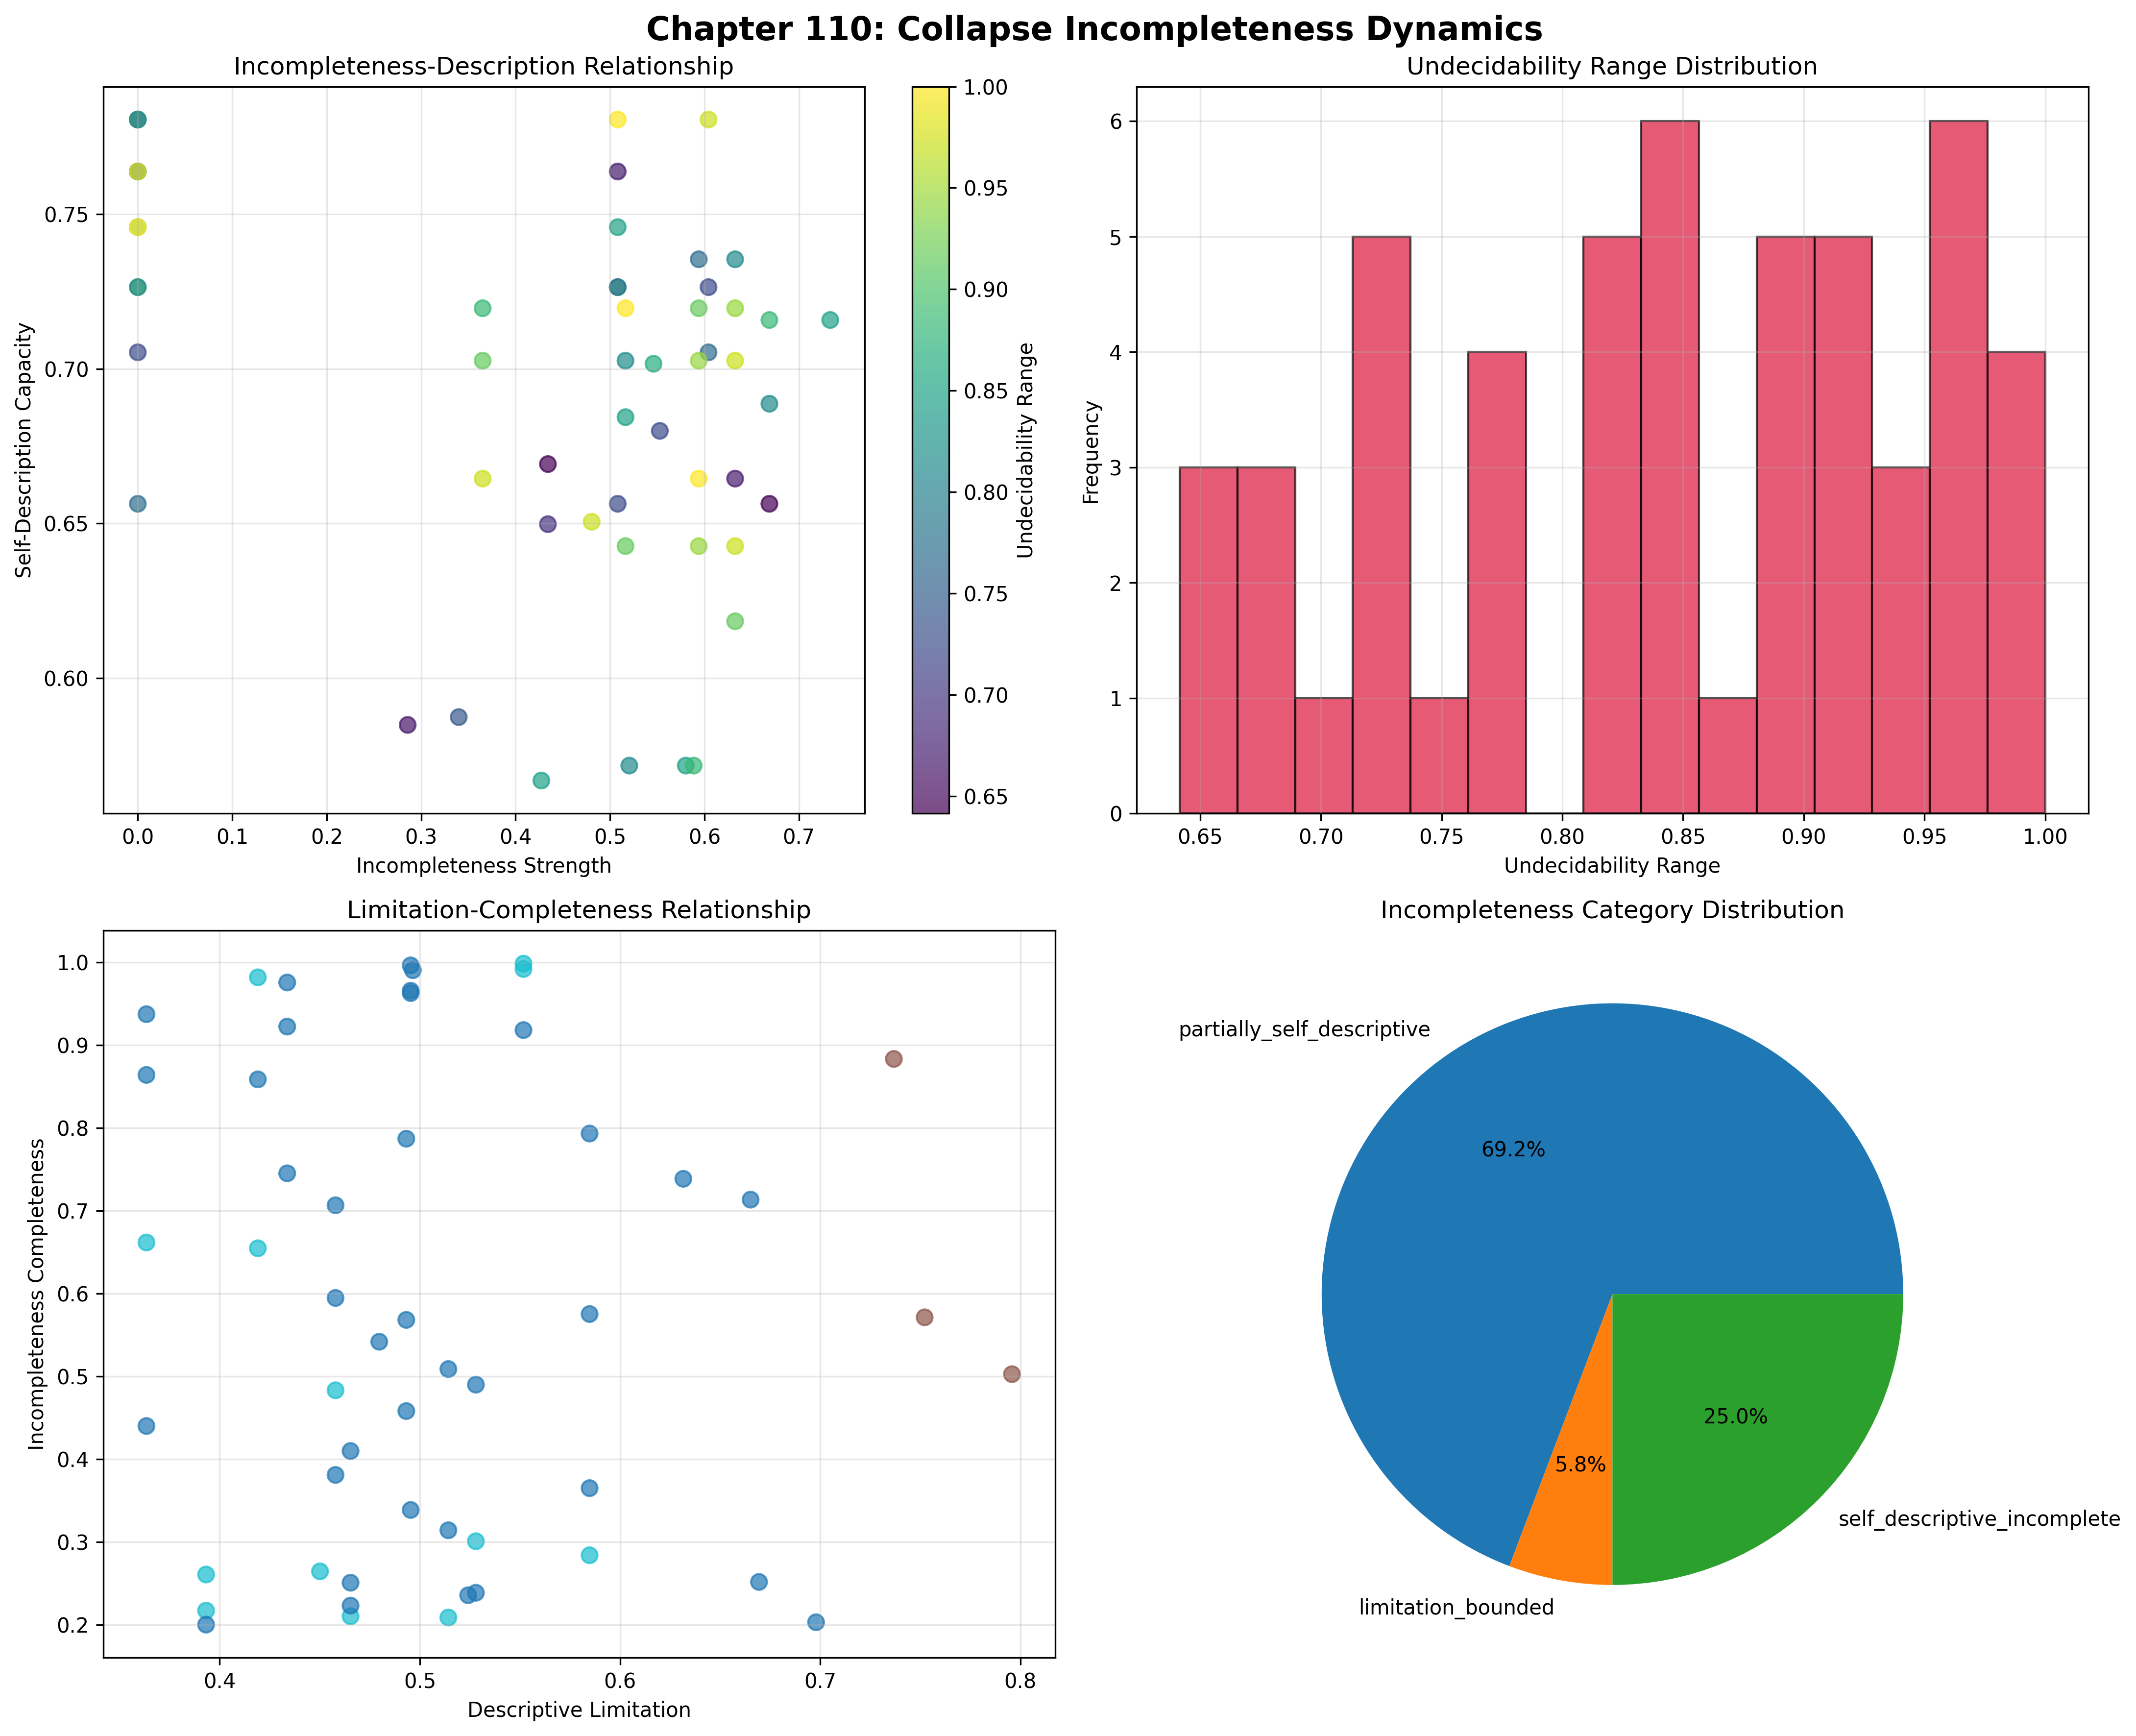 Chapter 110: Collapse Incompleteness Dynamics
Incompleteness-Description Relationship
Self-Description Capacity
0.75
0.70
0.65
0.60
0.0 0.1 0.2 0.3 0.4 0.5 0.6 0.7
Incompleteness Strength
1.00
0.95
0.90
0.85
0.80
0.75
0.70
0.65
Undecidability Range
Undecidability Range Distribution
Frequency
6
5
4
3
2
1
0
0.65 0.70 0.75 0.80 0.85 0.90 0.95 1.00
Undecidability Range
Limitation-Completeness Relationship
Incompleteness Completeness
1.0
0.9
0.8
0.7
0.6
0.5
0.4
0.3
0.2
0.4 0.5 0.6 0.7 0.8
Descriptive Limitation
Incompleteness Category Distribution
partially_self_descriptive
69.2%
25.0%
5.8%
self_descriptive_incomplete
limitation_bounded